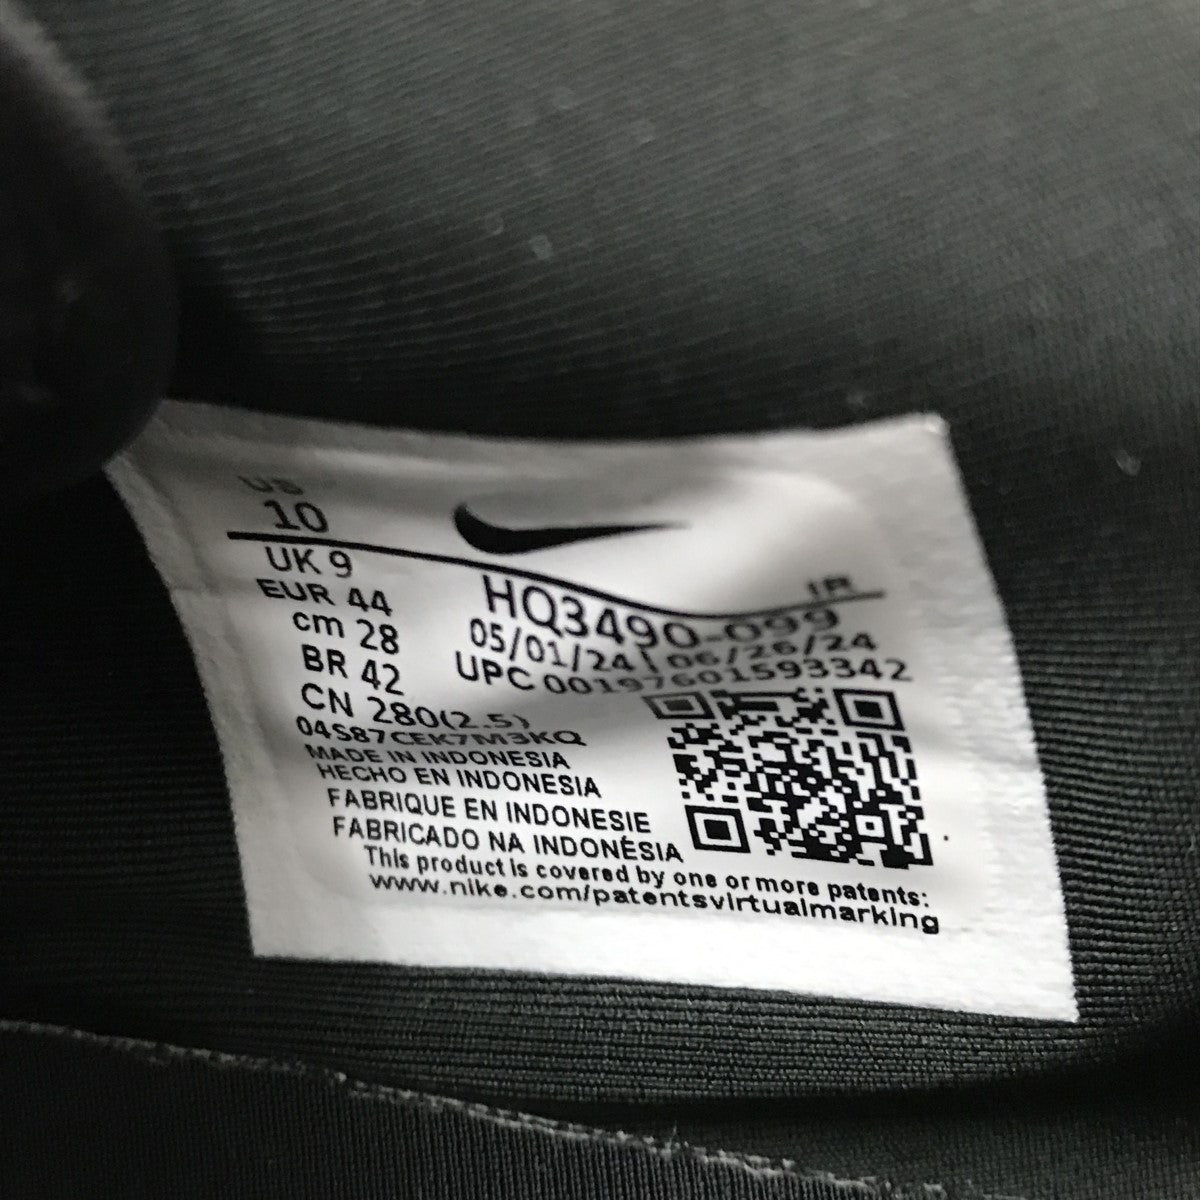 US
10
UK 9
EUR 44
cm 28
BR 42
CN 280(2.5)
IR
HQ3490-099
05/01/24 \ 06/26/24
UPC 00197601593342
04S87CEK7M3KQ
MADE IN INDONESIA
HECHO EN INDONESIA
FABRIQUE EN INDONESIE
FABRICADO NA INDONÉSIA
This product is covered by one or more patents:
www.nike.com/patentsvirtualmarking